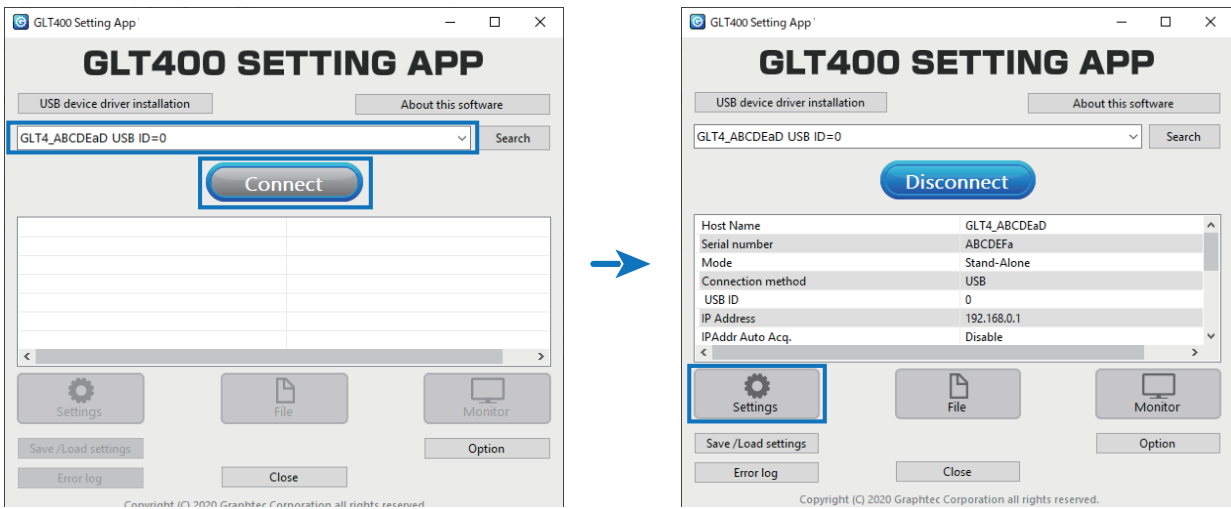 GLT400 Setting App
GLT400 SETTING APP
USB device driver installation
About this software
GLT4_ABCDEaD USB ID=0
Search
Connect
Settings
File
Monitor
Save /Load settings
Option
Error log
Close
Copyright (C) 2020 Graphtec Corporation all rights reserved.
GLT400 Setting App
GLT400 SETTING APP
USB device driver installation
About this software
GLT4_ABCDEaD USB ID=0
Search
Disconnect
Host Name GLT4_ABCDEaD
Serial number ABCDEFa
Mode Stand-Alone
Connection method USB
USB ID 0
IP Address 192.168.0.1
IPAddr Auto Acq. Disable
Settings
File
Monitor
Save /Load settings
Option
Error log
Close
Copyright (C) 2020 Graphtec Corporation all rights reserved.